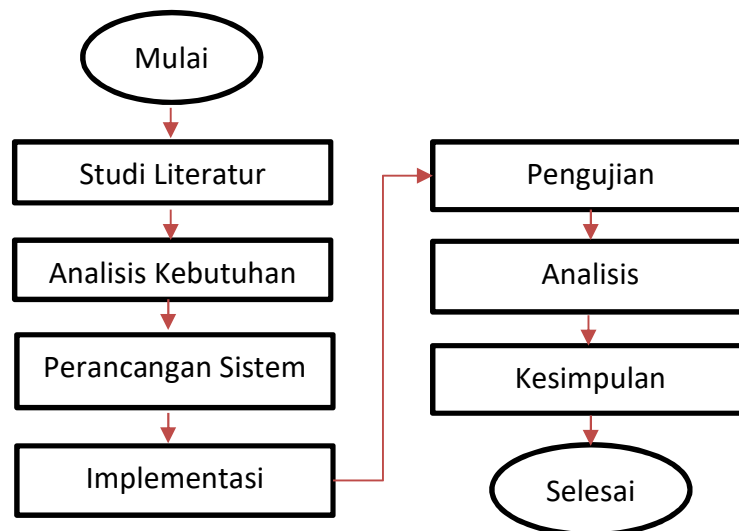 Mulai
Studi Literatur
Analisis Kebutuhan
Perancangan Sistem
Implementasi
Pengujian
Analisis
Kesimpulan
Selesai